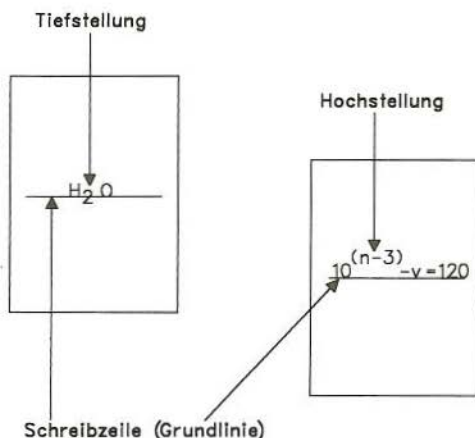 Tiefstellung
H₂O
Hochstellung
10⁽ⁿ⁻³⁾-v=120
Schreibzeile (Grundlinie)